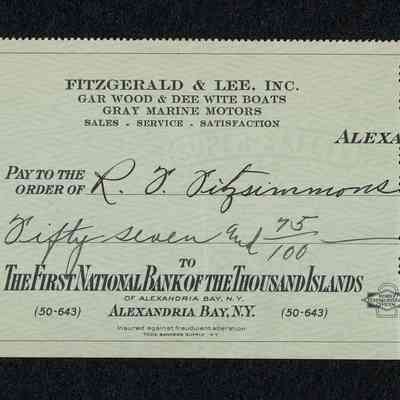 FITZGERALD & LEE, INC.
GAR WOOD & DEE WITE BOATS
GRAY MARINE MOTORS
SALES - SERVICE - SATISFACTION
ALEXA
PAY TO THE
ORDER OF R. F. Fitzsimmons
Fifty seven and 75/100
TO
THE FIRST NATIONAL BANK OF THE THOUSAND ISLANDS
OF ALEXANDRIA BAY, N.Y.
(50-643) ALEXANDRIA BAY, N.Y. (50-643)
Insured against fraudulent alteration